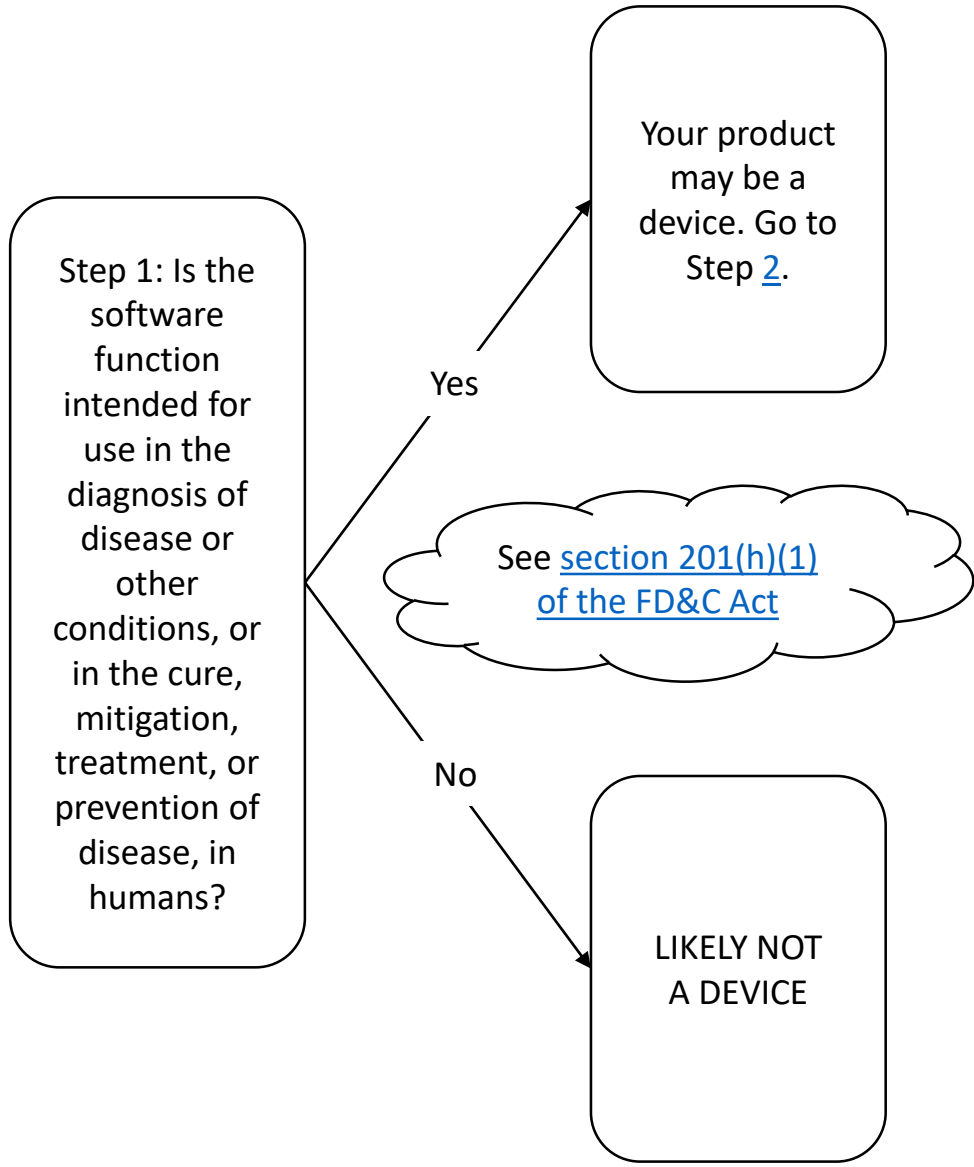 Step 1: Is the
software
function
intended for
use in the
diagnosis of
disease or
other
conditions, or
in the cure,
mitigation,
treatment, or
prevention of
disease, in
humans?
Yes
Your product
may be a
device. Go to
Step 2.
See section 201(h)(1)
of the FD&C Act
No
LIKELY NOT
A DEVICE